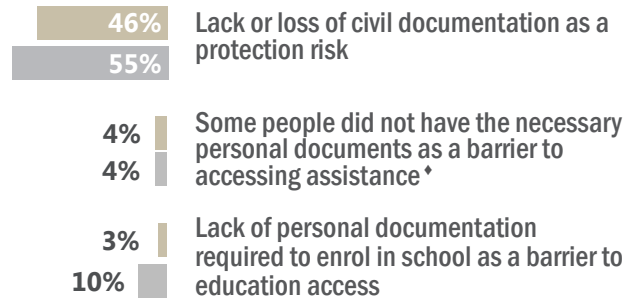 46%
55%
Lack or loss of civil documentation as a
protection risk
4%
4%
Some people did not have the necessary
personal documents as a barrier to
accessing assistance♦
3%
10%
Lack of personal documentation
required to enrol in school as a barrier to
education access